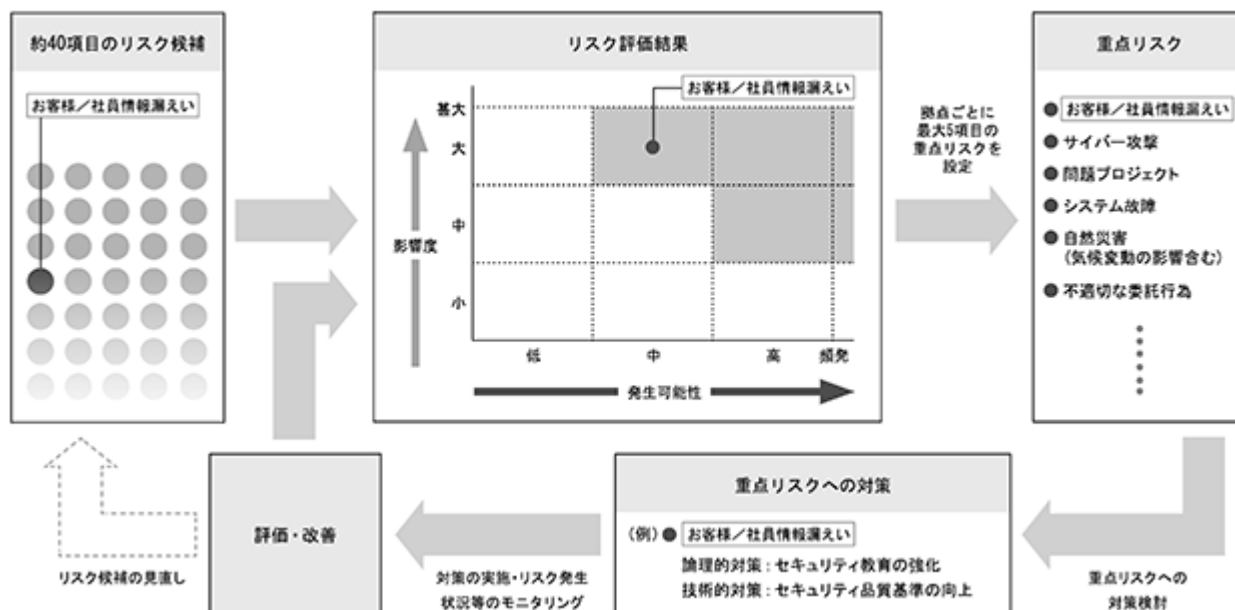 約40項目のリスク候補
お客様／社員情報漏えい
リスク評価結果
お客様／社員情報漏えい
甚大
大
中
小
影響度
低
中
高
頻発
発生可能性
拠点ごとに
最大5項目の
重点リスクを
設定
重点リスク
お客様／社員情報漏えい
サイバー攻撃
問題プロジェクト
システム故障
自然災害
(気候変動の影響含む)
不適切な委託行為
重点リスクへの
対策検討
重点リスクへの対策
(例) お客様／社員情報漏えい
論理的対策：セキュリティ教育の強化
技術的対策：セキュリティ品質基準の向上
対策の実施・リスク発生
状況等のモニタリング
評価・改善
リスク候補の見直し